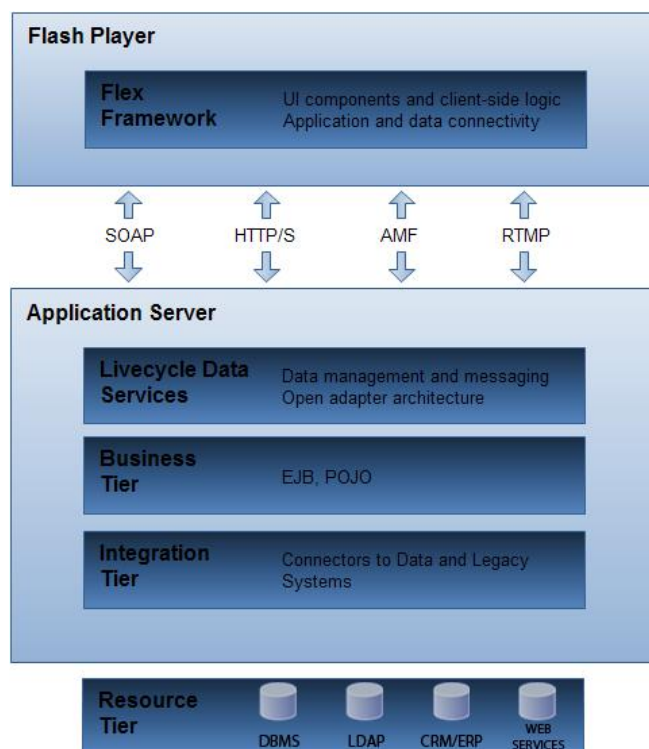 Flash Player
Flex
Framework
UI components and client-side logic
Application and data connectivity
SOAP
HTTP/S
AMF
RTMP
Application Server
Livecycle Data
Services
Data management and messaging
Open adapter architecture
Business
Tier
EJB, POJO
Integration
Tier
Connectors to Data and Legacy
Systems
Resource
Tier
DBMS
LDAP
CRM/ERP
WEB
SERVICES